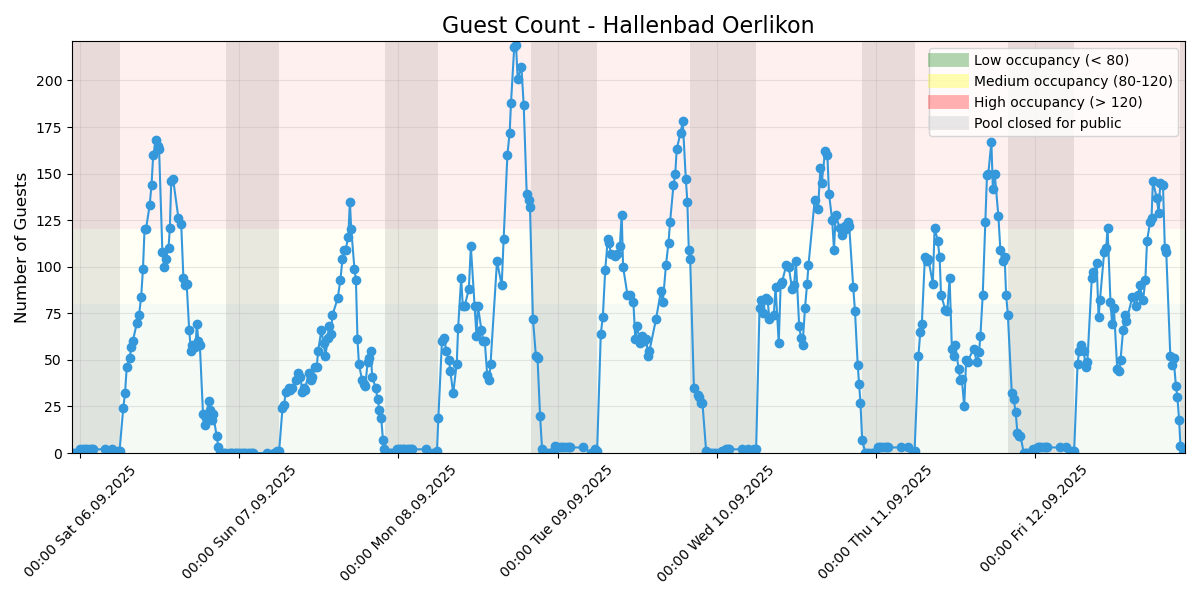 Guest Count - Hallenbad Oerlikon
Number of Guests
200
175
150
125
100
75
50
25
0
Low occupancy (< 80)
Medium occupancy (80-120)
High occupancy (> 120)
Pool closed for public
00:00 Sat 06.09.2025
00:00 Sun 07.09.2025
00:00 Mon 08.09.2025
00:00 Tue 09.09.2025
00:00 Wed 10.09.2025
00:00 Thu 11.09.2025
00:00 Fri 12.09.2025